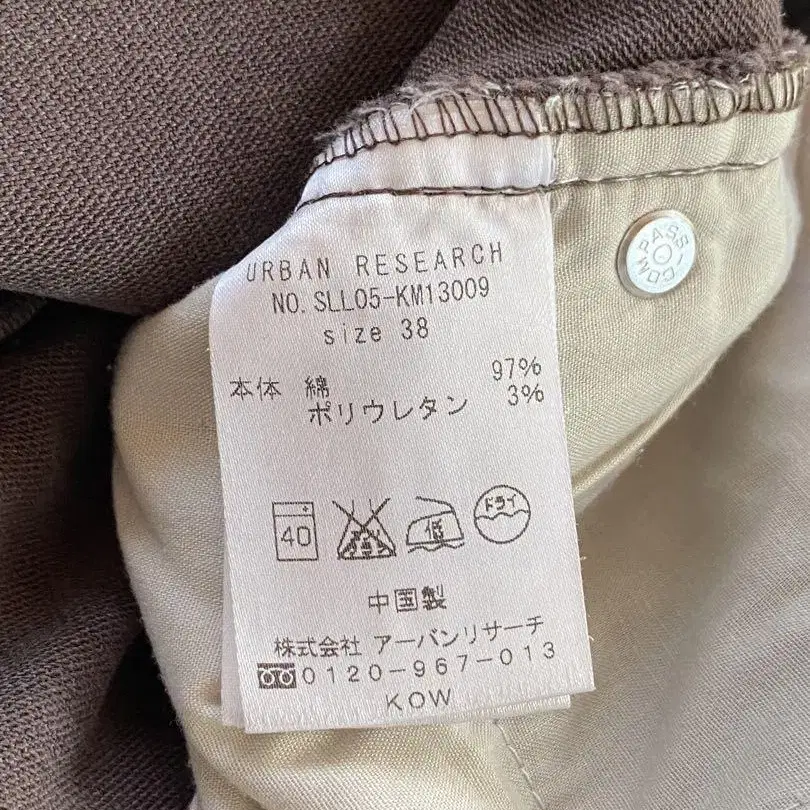 URBAN RESEARCH
NO. SLL05-KM13009
size 38
本体 綿 97%
ポリウレタン 3%
40 低 ドライ
中国製
株式会社 アーバンリサーチ
0120-967-013
KOW
COMPASS